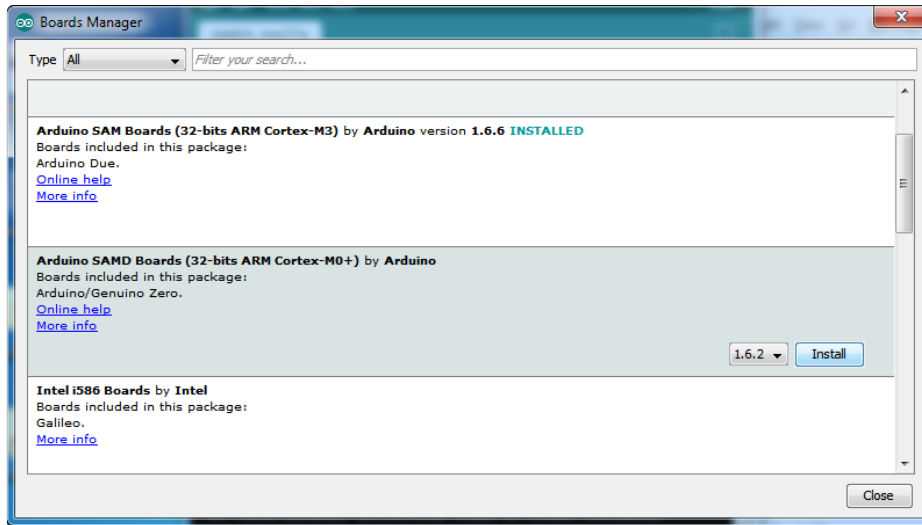 Boards Manager
Type All Filter your search...
Arduino SAM Boards (32-bits ARM Cortex-M3) by Arduino version 1.6.6 INSTALLED
Boards included in this package:
Arduino Due.
Online help
More info
Arduino SAMD Boards (32-bits ARM Cortex-M0+) by Arduino
Boards included in this package:
Arduino/Genuino Zero.
Online help
More info
1.6.2 Install
Intel i586 Boards by Intel
Boards included in this package:
Galileo.
More info
Close